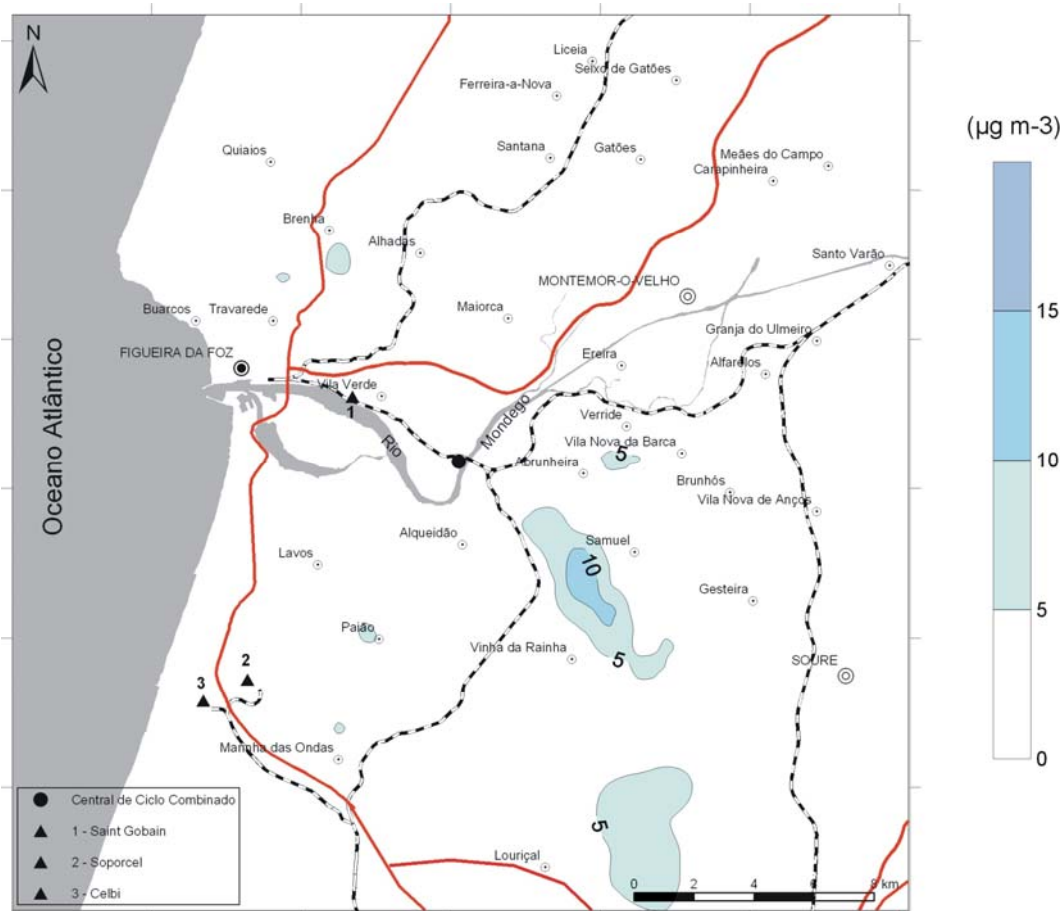 N
Liceia
Seixo de Gatões
Ferreira-a-Nova
(µg m-3)
Santana
Gatões
Quiaios
Meães do Campo
Carapinheira
Brenha
Alhadas
Santo Varão
MONTEMOR-O-VELHO
Buarcos
Travarede
Maiorca
15
Granja do Ulmeiro
FIGUEIRA DA FOZ
Ereira
Alfarelos
Vila Verde
1
Oceano Atlântico
Rio
Mondego
Verride
Vila Nova da Barca
5
10
Abrunheira
Brunhós
Vila Nova de Anços
Alqueidão
Samuel
Lavos
10
Gesteira
5
Paião
Vinha da Rainha
5
SOURE
2
3
Marinha das Ondas
0
Central de Ciclo Combinado
1 - Saint Gobain
5
2 - Soporcel
Louriçal
3 - Celbi
0 2 4 6 8 km